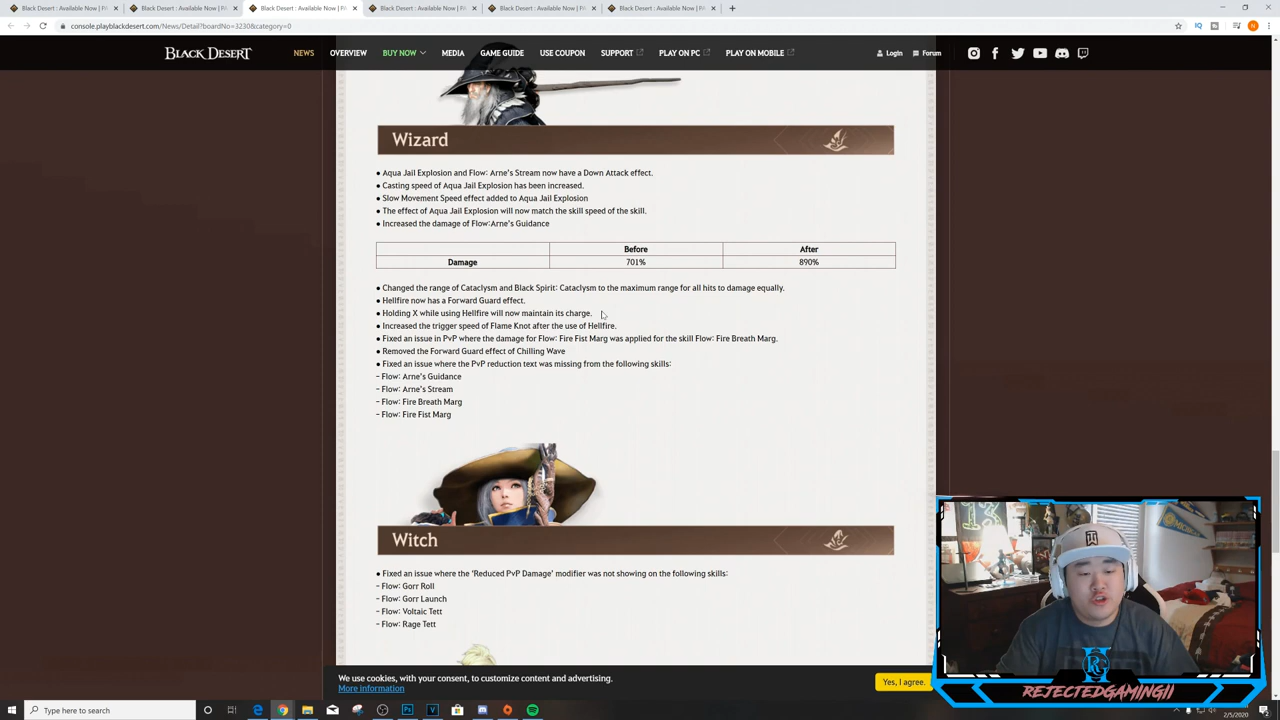 Black Desert : Available Now | PA
Black Desert : Available Now | PA
Black Desert : Available Now | PA
Black Desert : Available Now | PA
Black Desert : Available Now | PA
Black Desert : Available Now | PA
console.playblackdesert.com/News/Detail?boardNo=3230&category=0
BLACK DESERT
NEWS OVERVIEW BUY NOW MEDIA GAME GUIDE USE COUPON SUPPORT PLAY ON PC PLAY ON MOBILE Login Forum
Wizard
● Aqua Jail Explosion and Flow: Arne's Stream now have a Down Attack effect.
● Casting speed of Aqua Jail Explosion has been increased.
● Slow Movement Speed effect added to Aqua Jail Explosion
● The effect of Aqua Jail Explosion will now match the skill speed of the skill.
● Increased the damage of Flow:Arne's Guidance
Before After
Damage 701% 890%
● Changed the range of Cataclysm and Black Spirit: Cataclysm to the maximum range for all hits to damage equally.
● Hellfire now has a Forward Guard effect.
● Holding X while using Hellfire will now maintain its charge.
● Increased the trigger speed of Flame Knot after the use of Hellfire.
● Fixed an issue in PvP where the damage for Flow: Fire Fist Marg was applied for the skill Flow: Fire Breath Marg.
● Removed the Forward Guard effect of Chilling Wave
● Fixed an issue where the PvP reduction text was missing from the following skills:
– Flow: Arne's Guidance
– Flow: Arne's Stream
– Flow: Fire Breath Marg
– Flow: Fire Fist Marg
Witch
● Fixed an issue where the 'Reduced PvP Damage' modifier was not showing on the following skills:
– Flow: Gorr Roll
– Flow: Gorr Launch
– Flow: Voltaic Tett
– Flow: Rage Tett
We use cookies, with your consent, to customize content and advertising.
More information
Yes, I agree.
REJECTEDGAMINGII
Type here to search
2/5/2020